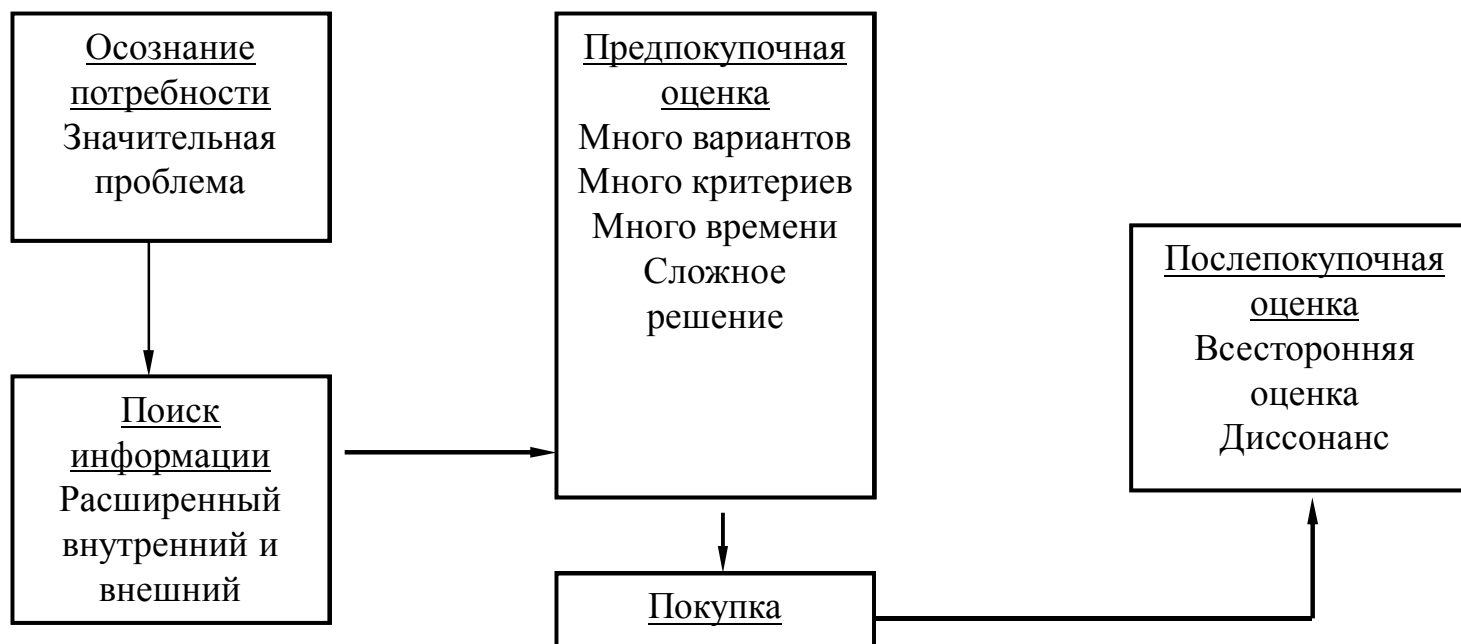 Осознание
потребности
Значительная
проблема
Поиск
информации
Расширенный
внутренний и
внешний
Предпокупочная
оценка
Много вариантов
Много критериев
Много времени
Сложное
решение
Покупка
Послепокупочная
оценка
Всесторонняя
оценка
Диссонанс